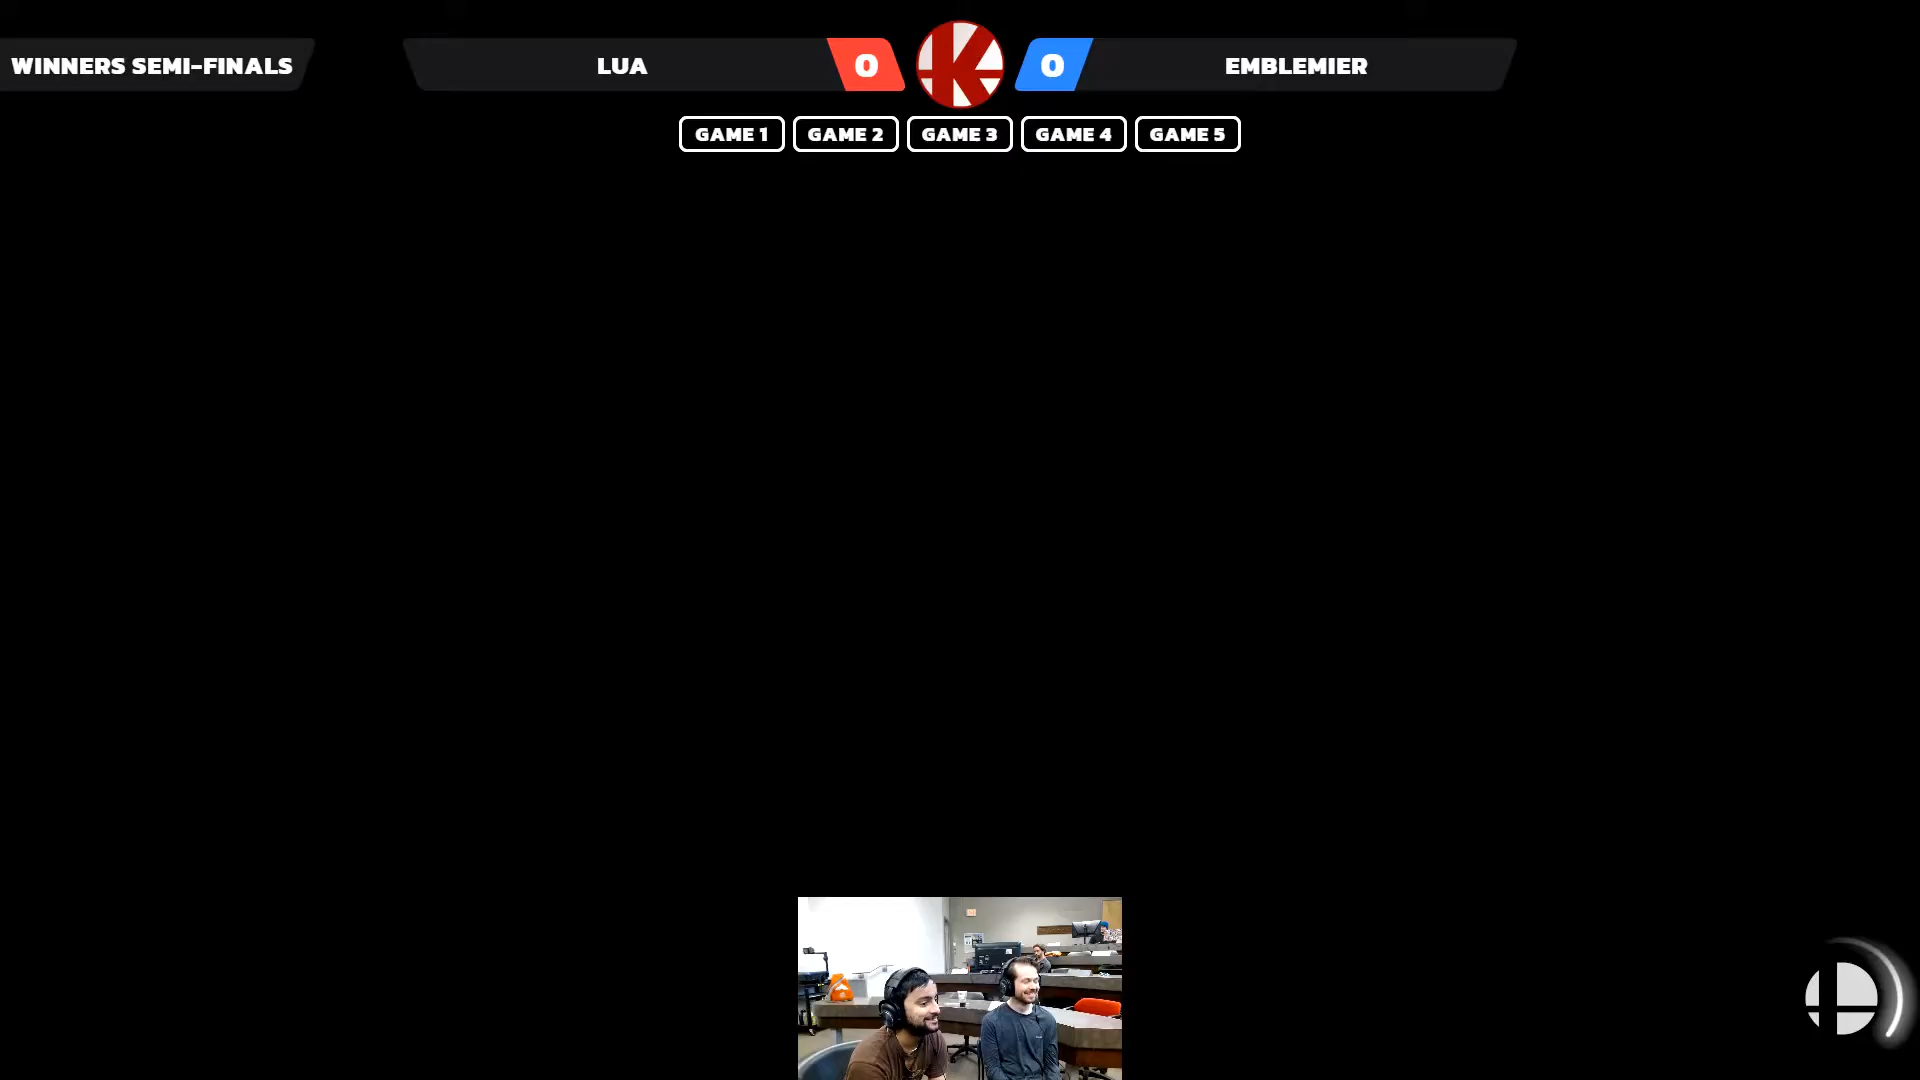 WINNERS SEMI-FINALS
LUA
0
K
0
EMBLEMIER
GAME 1
GAME 2
GAME 3
GAME 4
GAME 5